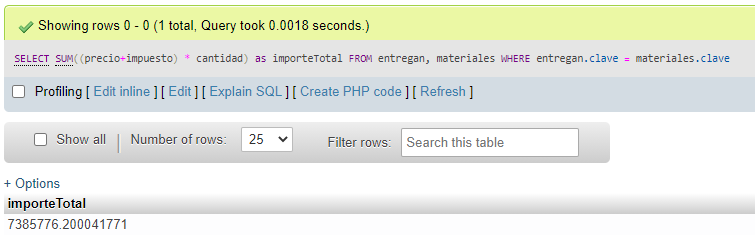 Showing rows 0 - 0 (1 total, Query took 0.0018 seconds.)
SELECT SUM((precio+impuesto) * cantidad) as importeTotal FROM entregan, materiales WHERE entregan.clave = materiales.clave
Profiling [ Edit inline ] [ Edit ] [ Explain SQL ] [ Create PHP code ] [ Refresh ]
Show all Number of rows: 25 Filter rows: Search this table
+ Options
importeTotal
7385776.200041771